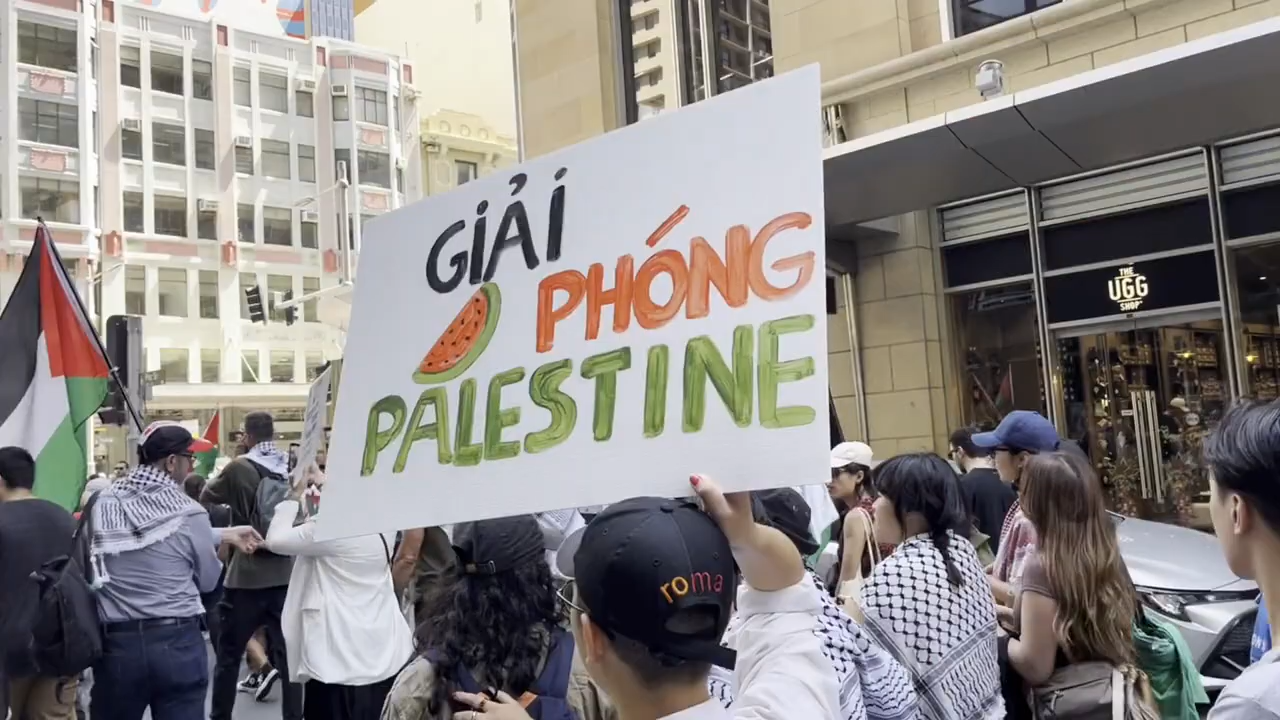 GIẢI
PHÓNG
PALESTINE
THE
UGG
SHOP
roma